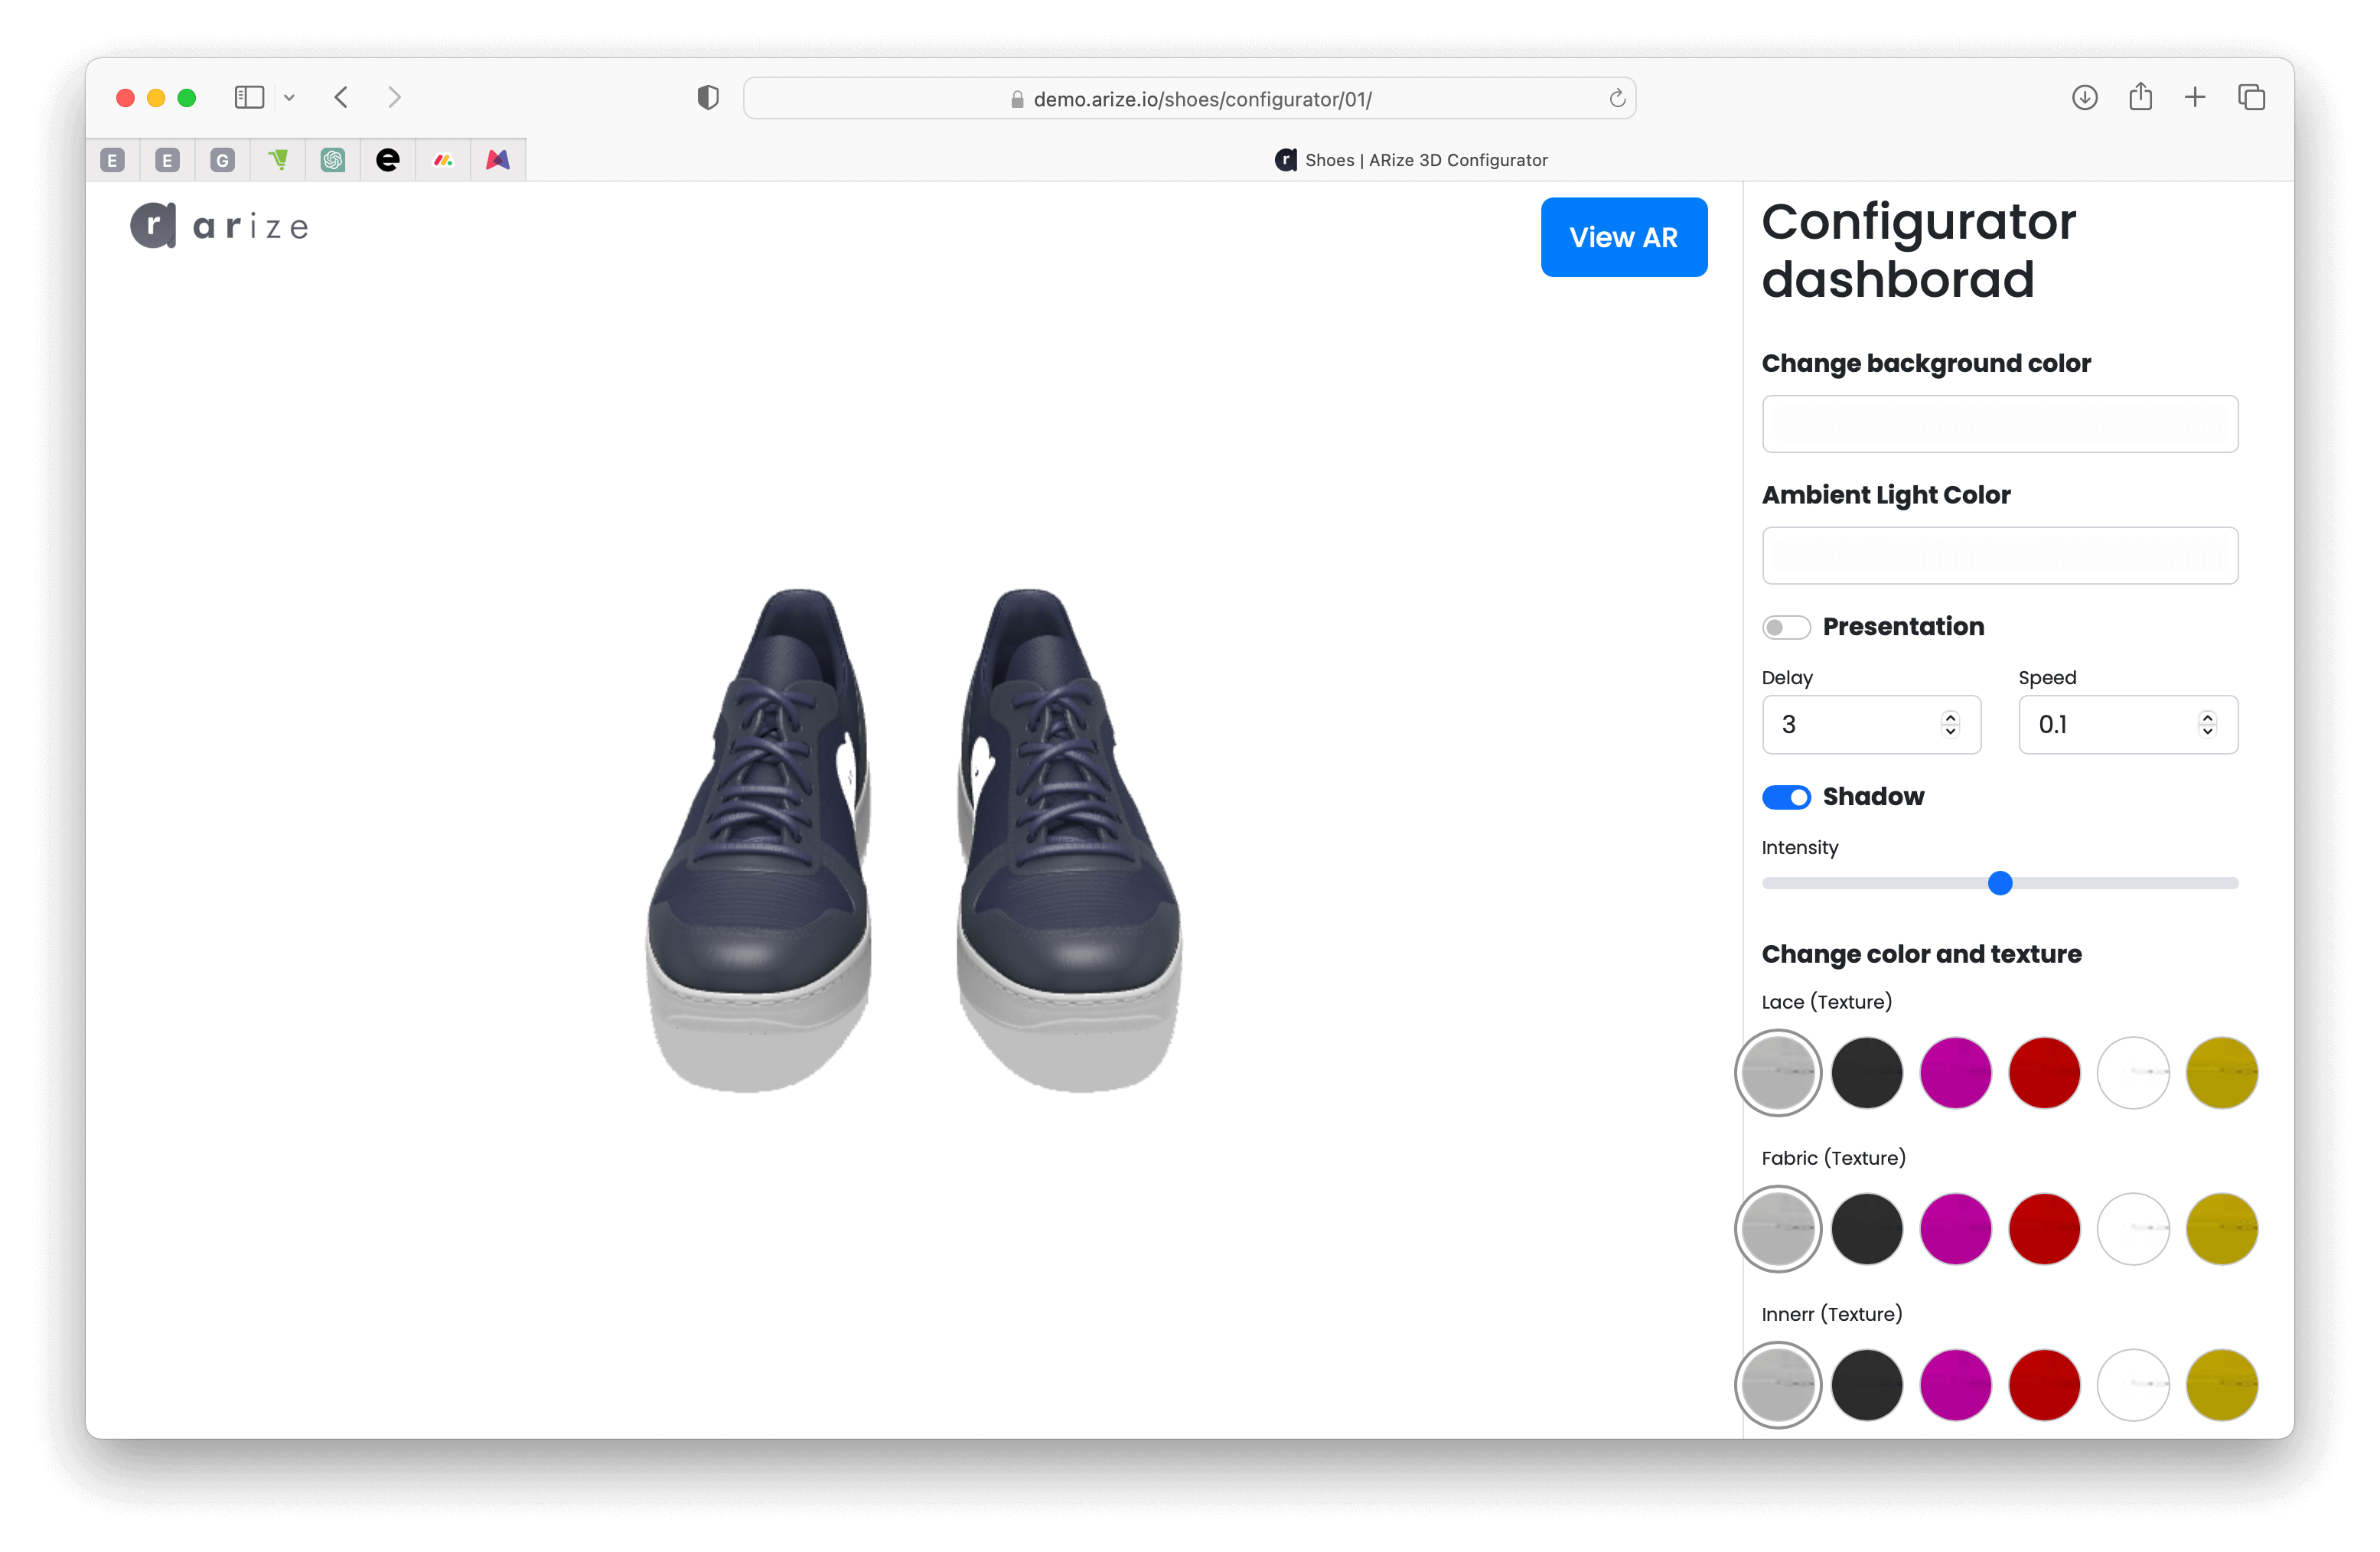 demo.arize.io/shoes/configurator/01/
E E G
Shoes | ARize 3D Configurator
arize
View AR
Configurator
dashborad
Change background color
Ambient Light Color
Presentation
Delay Speed
3 0.1
Shadow
Intensity
Change color and texture
Lace (Texture)
Fabric (Texture)
Innerr (Texture)